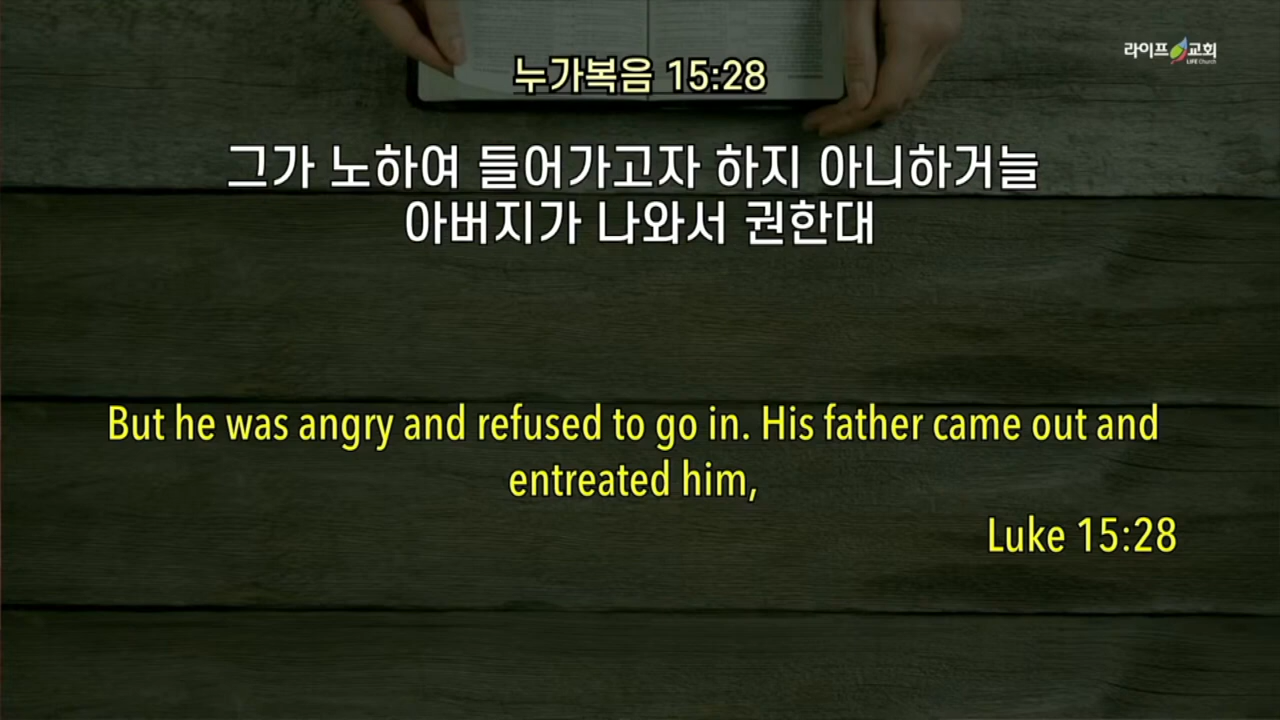 라이프교회
LIFE Church
누가복음 15:28
그가 노하여 들어가고자 하지 아니하거늘
아버지가 나와서 권한대
But he was angry and refused to go in. His father came out and
entreated him,
Luke 15:28